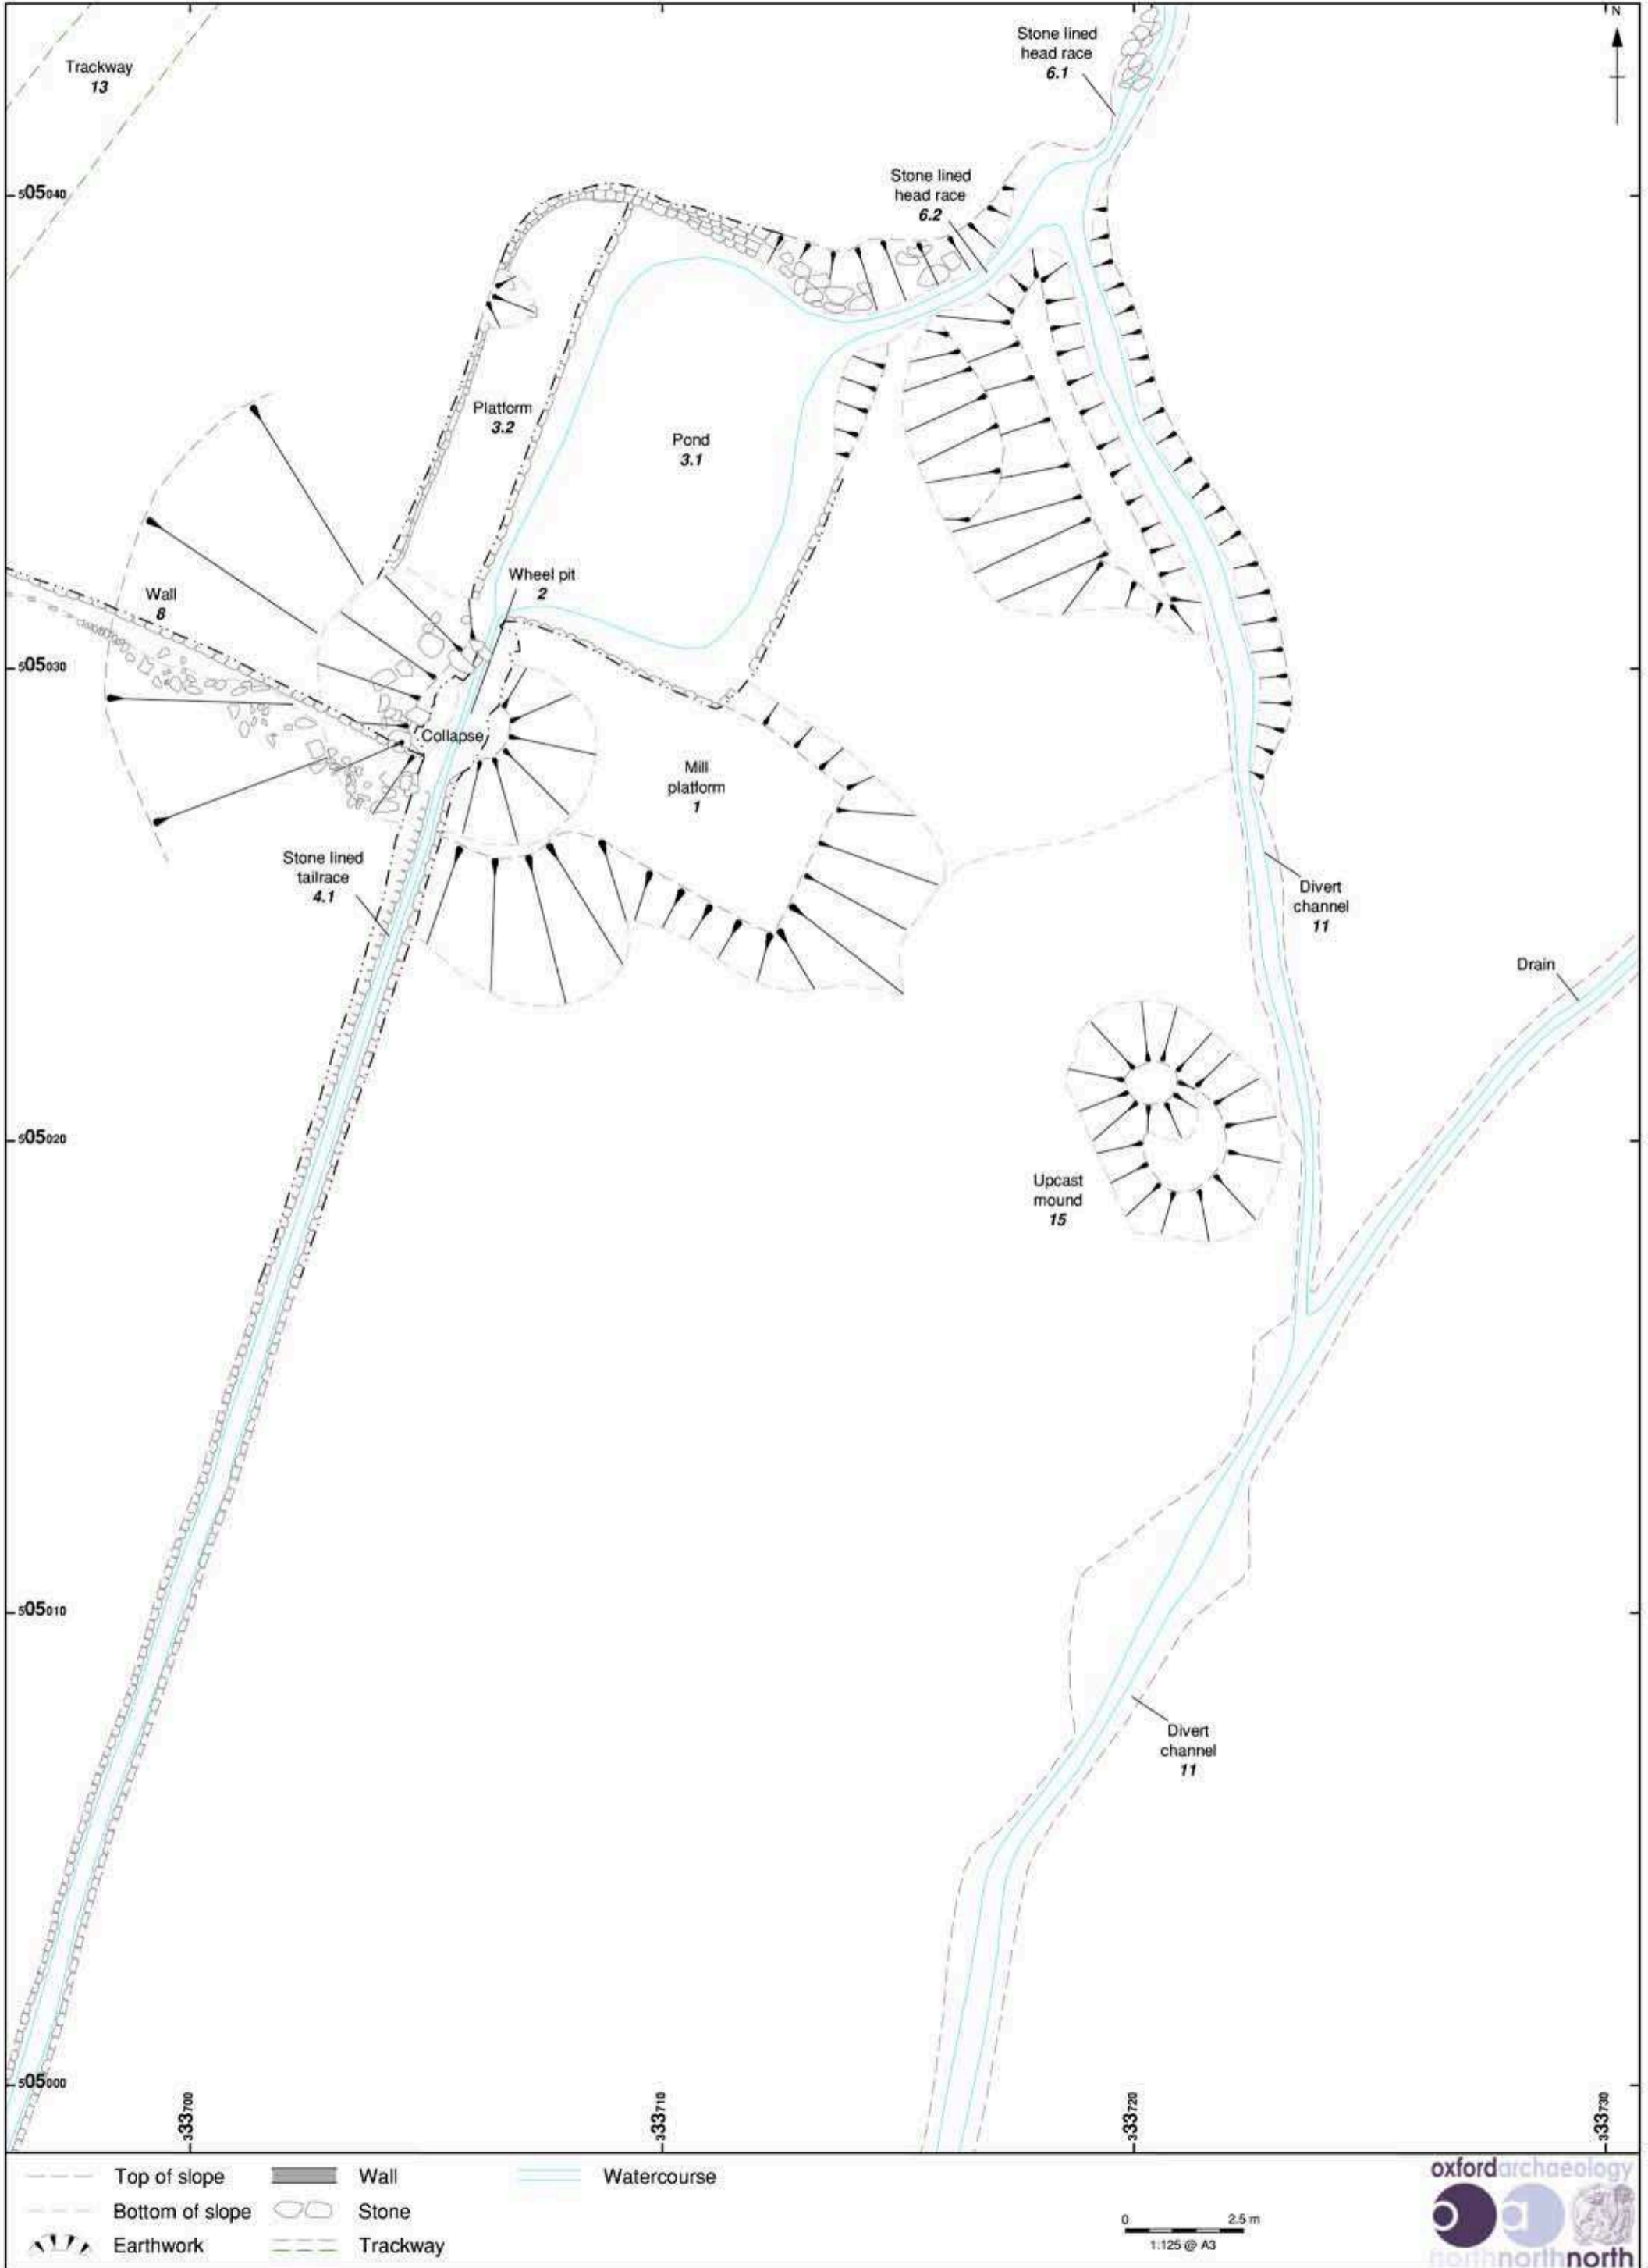 N
Stone lined
head race
6.1
Trackway
13
505040
Stone lined
head race
6.2
Platform
3.2
Pond
3.1
Wheel pit
2
Wall
8
505030
Collapse
Mill
platform
1
Stone lined
tailrace
4.1
Divert
channel
11
Drain
505020
Upcast
mound
15
505010
Divert
channel
11
505000
333700
333710
333720
333730
Top of slope
Wall
Watercourse
Bottom of slope
Stone
Earthwork
Trackway
0 2.5 m
1:125 @ A3
oxfordarchaeology
o a
northnorthnorth